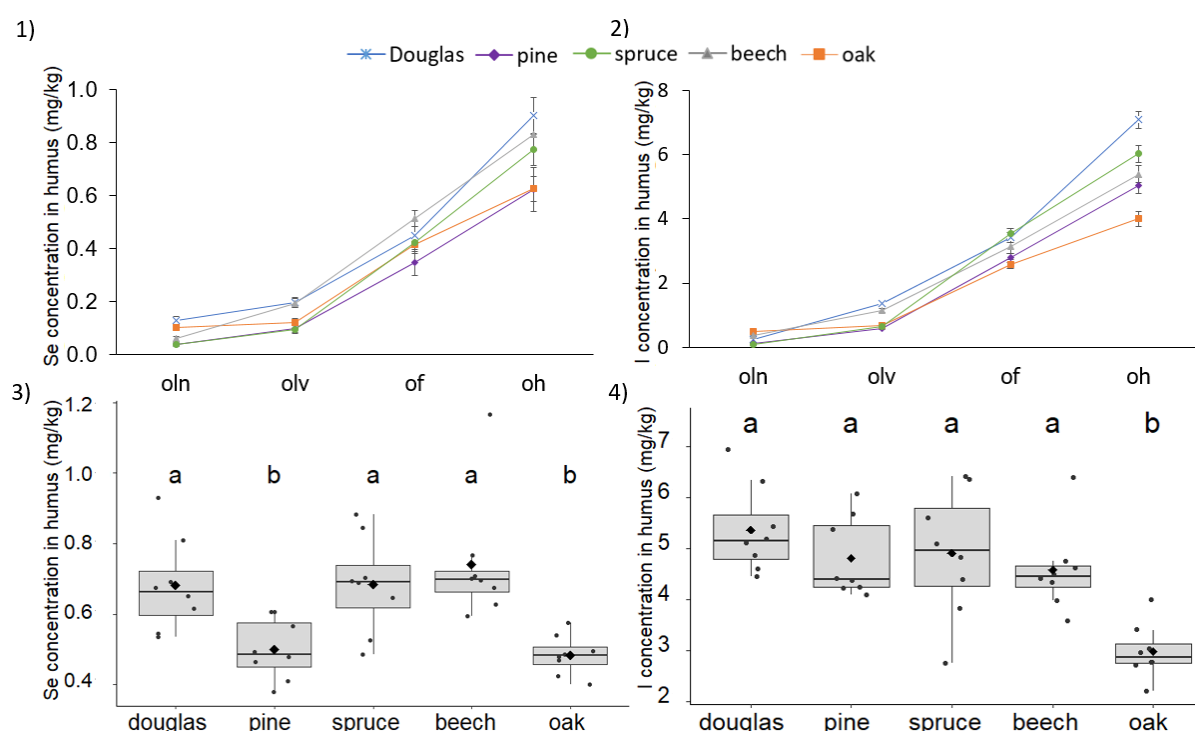 1)
2)
Douglas pine spruce beech oak
Se concentration in humus (mg/kg)
1.0
0.8
0.6
0.4
0.2
0.0
oln olv of oh
I concentration in humus (mg/kg)
8
6
4
2
0
oln olv of oh
3)
Se concentration in humus (mg/kg)
1.2
1.0
0.8
0.6
0.4
a b a a b
douglas pine spruce beech oak
4)
I concentration in humus (mg/kg)
7
6
5
4
3
2
a a a a b
douglas pine spruce beech oak